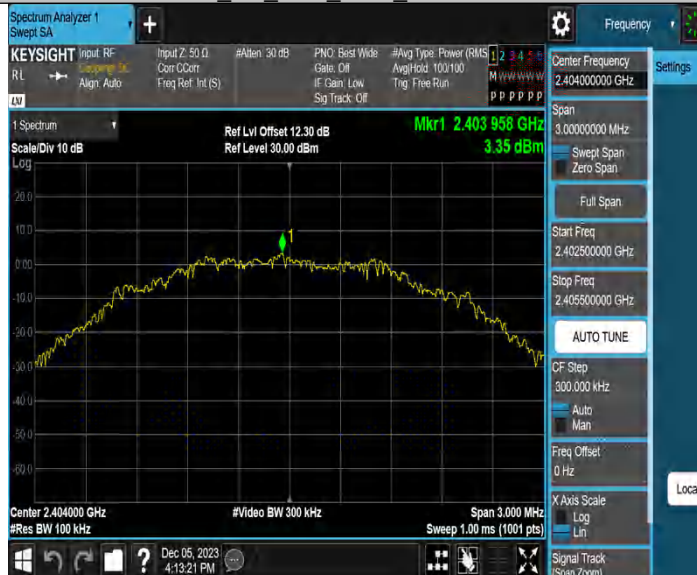 Spectrum Analyzer 1
Swept SA
+
Frequency
KEYSIGHT
RL
Input: RF
Coupling: DC
Align: Auto
Input Z: 50 Ω
Corr CCorr
Freq Ref: Int (S)
#Atten: 30 dB
PNO: Best Wide
Gate: Off
IF Gain: Low
Sig Track: Off
#Avg Type: Power (RMS
Avg|Hold: 100/100
Trig: Free Run
1 2 3 4 5 6
M W W W W W
P P P P P P
LXI
1 Spectrum
Scale/Div 10 dB
Ref Lvl Offset 12.30 dB
Ref Level 30.00 dBm
Mkr1 2.403 958 GHz
3.35 dBm
Log
20.0
10.0
0.00
-10.0
-20.0
-30.0
-40.0
-50.0
-60.0
1
Center 2.404000 GHz
#Res BW 100 kHz
#Video BW 300 kHz
Span 3.000 MHz
Sweep 1.00 ms (1001 pts)
Dec 05, 2023
4:13:21 PM
Center Frequency
2.404000000 GHz
Settings
Span
3.00000000 MHz
Swept Span
Zero Span
Full Span
Start Freq
2.402500000 GHz
Stop Freq
2.405500000 GHz
AUTO TUNE
CF Step
300.000 kHz
Auto
Man
Freq Offset
0 Hz
X Axis Scale
Log
Lin
Loca
Signal Track
(Span Zoom)